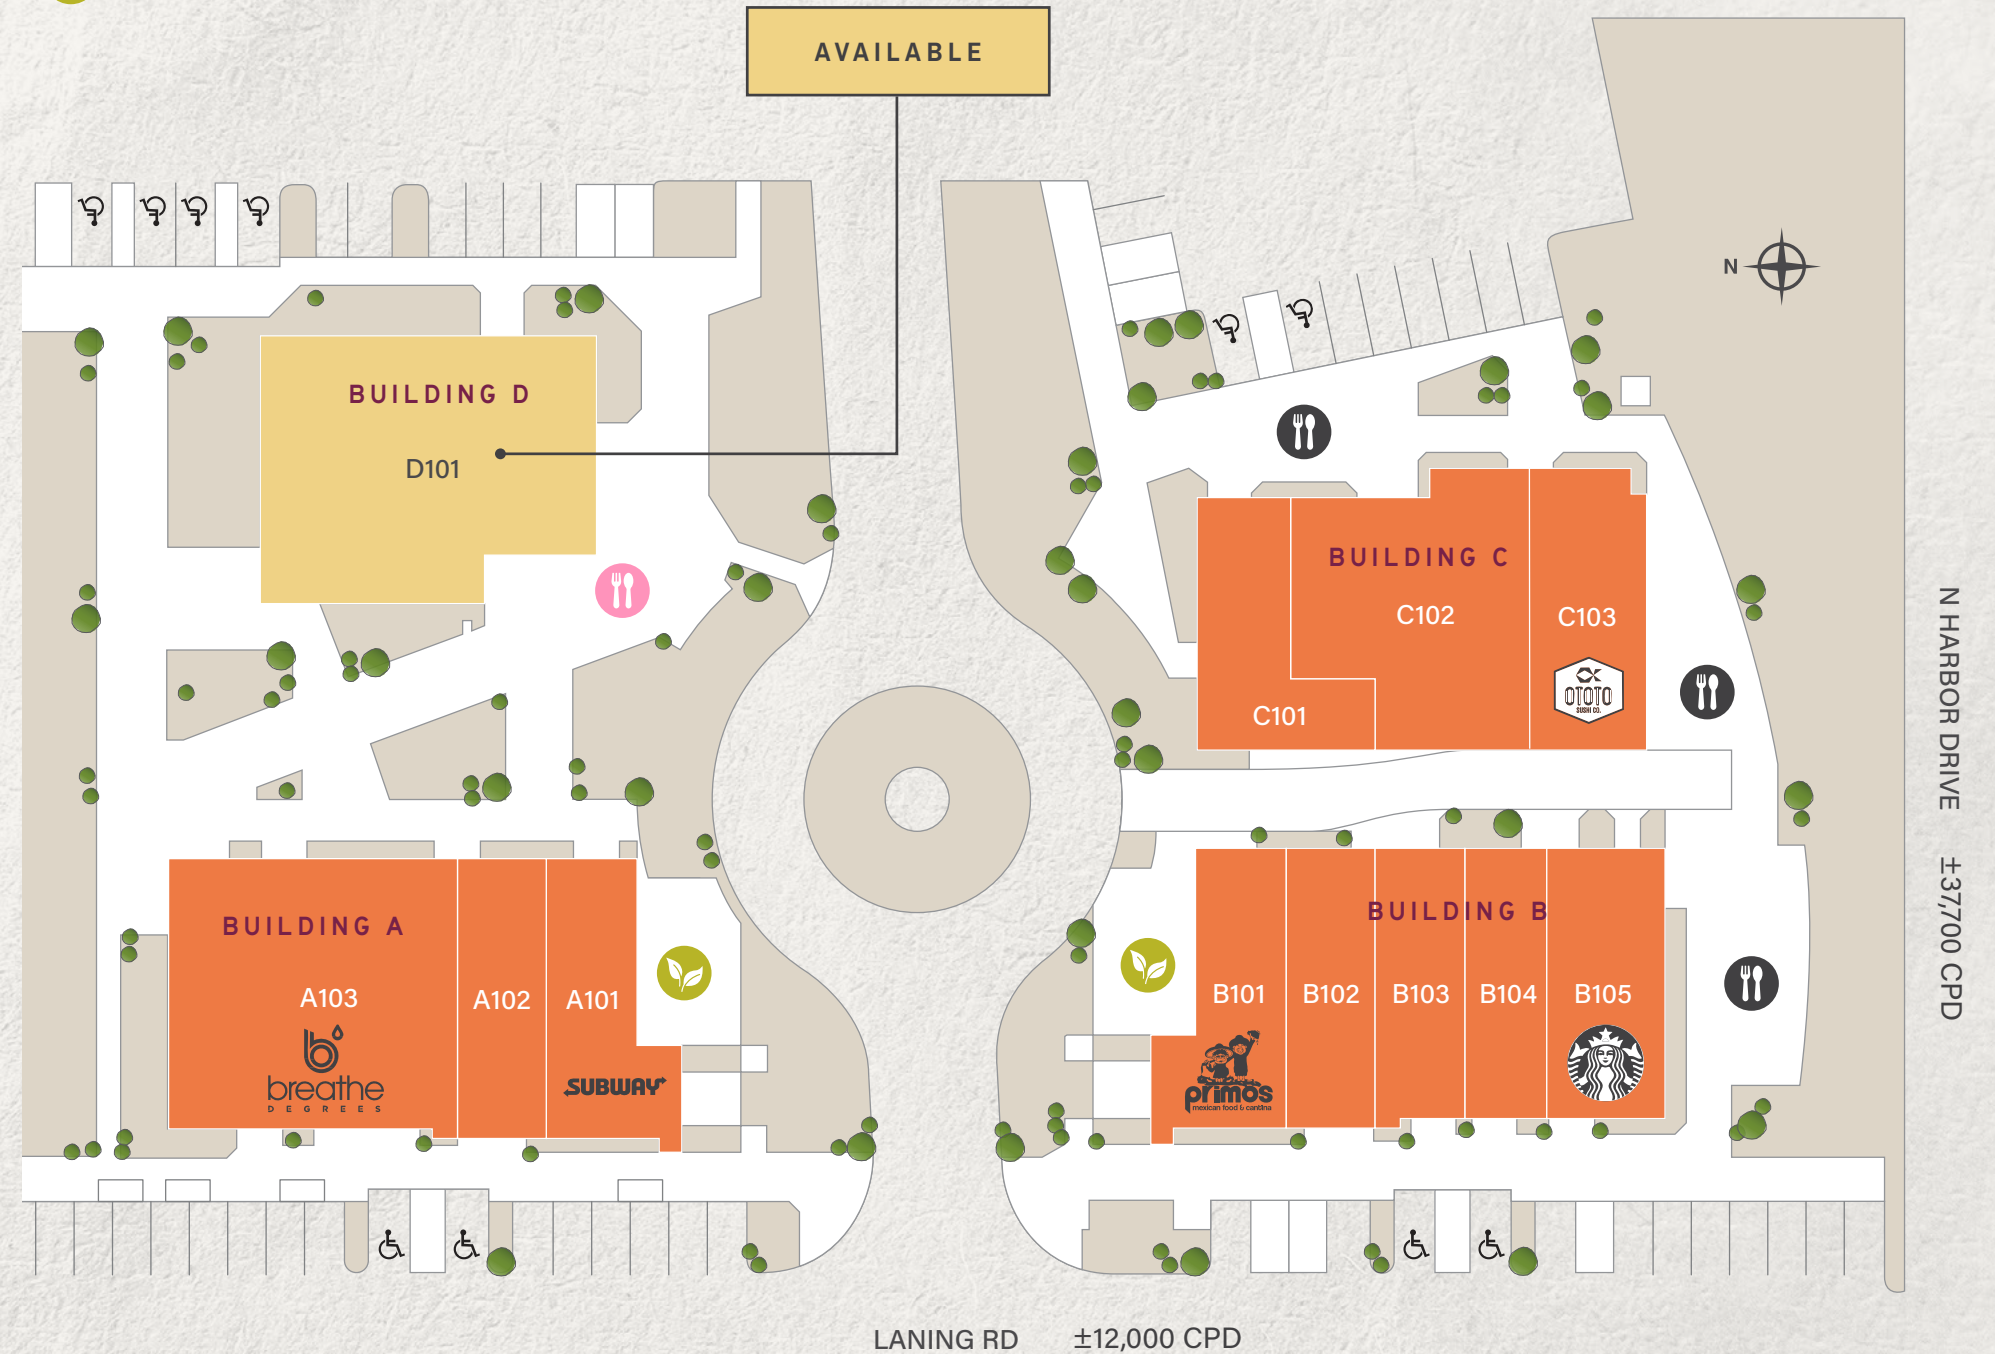 AVAILABLE
N
BUILDING D
D101
BUILDING C
C102
C103
OTOTO
SUSHI CO.
C101
N HARBOR DRIVE ±37,700 CPD
BUILDING A
A103
A102
A101
breathe
DEGREES
SUBWAY
BUILDING B
B101
B102
B103
B104
B105
primos
mexican food & cantina
LANING RD ±12,000 CPD